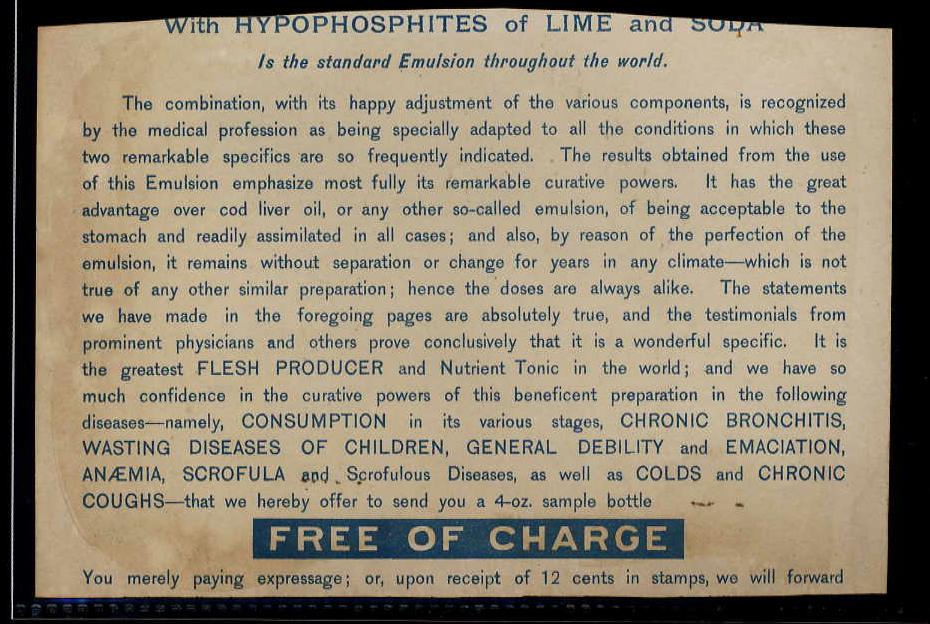 With HYPOPHOSPHITES of LIME and SODA
Is the standard Emulsion throughout the world.
The combination, with its happy adjustment of the various components, is recognized
by the medical profession as being specially adapted to all the conditions in which these
two remarkable specifics are so frequently indicated. The results obtained from the use
of this Emulsion emphasize most fully its remarkable curative powers. It has the great
advantage over cod liver oil, or any other so-called emulsion, of being acceptable to the
stomach and readily assimilated in all cases; and also, by reason of the perfection of the
emulsion, it remains without separation or change for years in any climate—which is not
true of any other similar preparation; hence the doses are always alike. The statements
we have made in the foregoing pages are absolutely true, and the testimonials from
prominent physicians and others prove conclusively that it is a wonderful specific. It is
the greatest FLESH PRODUCER and Nutrient Tonic in the world; and we have so
much confidence in the curative powers of this beneficent preparation in the following
diseases—namely, CONSUMPTION in its various stages, CHRONIC BRONCHITIS,
WASTING DISEASES OF CHILDREN, GENERAL DEBILITY and EMACIATION,
ANÆMIA, SCROFULA and Scrofulous Diseases, as well as COLDS and CHRONIC
COUGHS—that we hereby offer to send you a 4-oz. sample bottle
FREE OF CHARGE
You merely paying expressage; or, upon receipt of 12 cents in stamps, we will forward